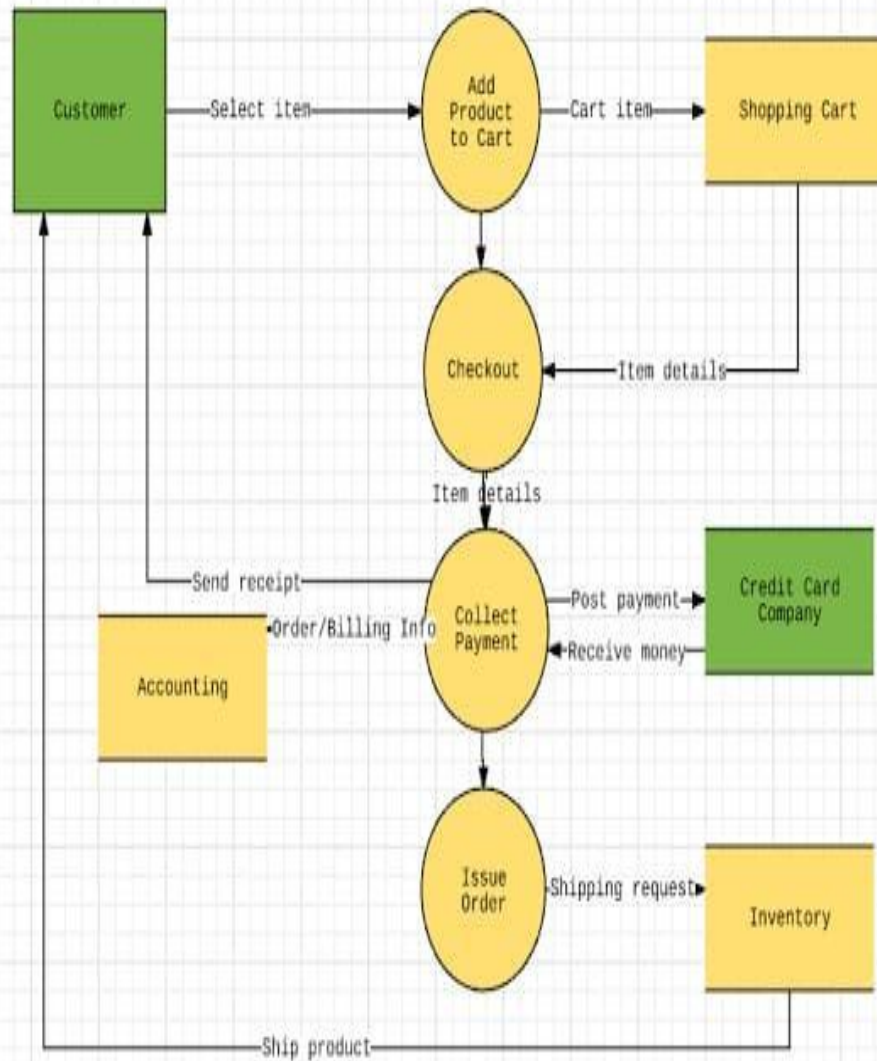 Customer
Select item
Add
Product
to Cart
Cart item
Shopping Cart
Checkout
Item details
Item details
Send receipt
Collect
Payment
Post payment
Receive money
Credit Card
Company
Order/Billing Info
Accounting
Issue
Order
Shipping request
Inventory
Ship product